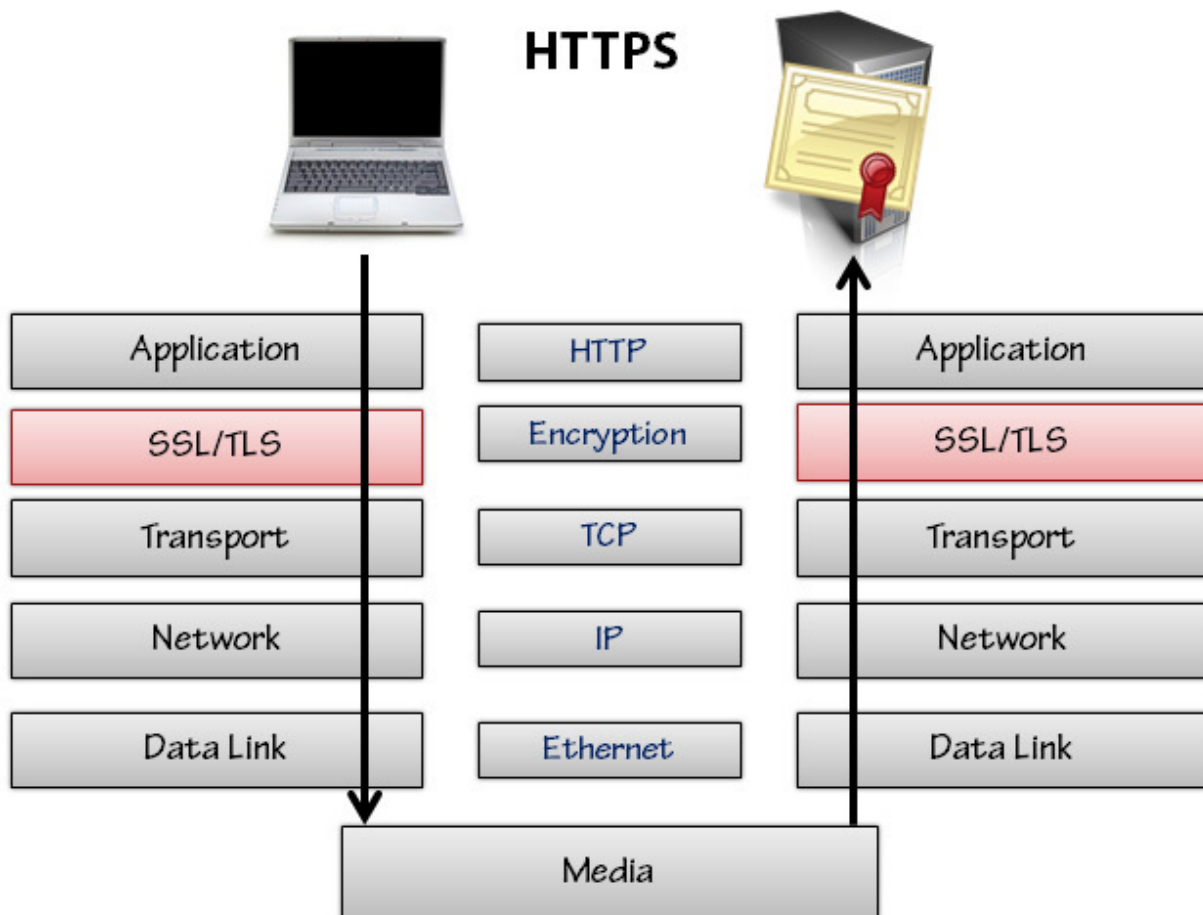 HTTPS
Application
HTTP
Application
SSL/TLS
Encryption
SSL/TLS
Transport
TCP
Transport
Network
IP
Network
Data Link
Ethernet
Data Link
Media